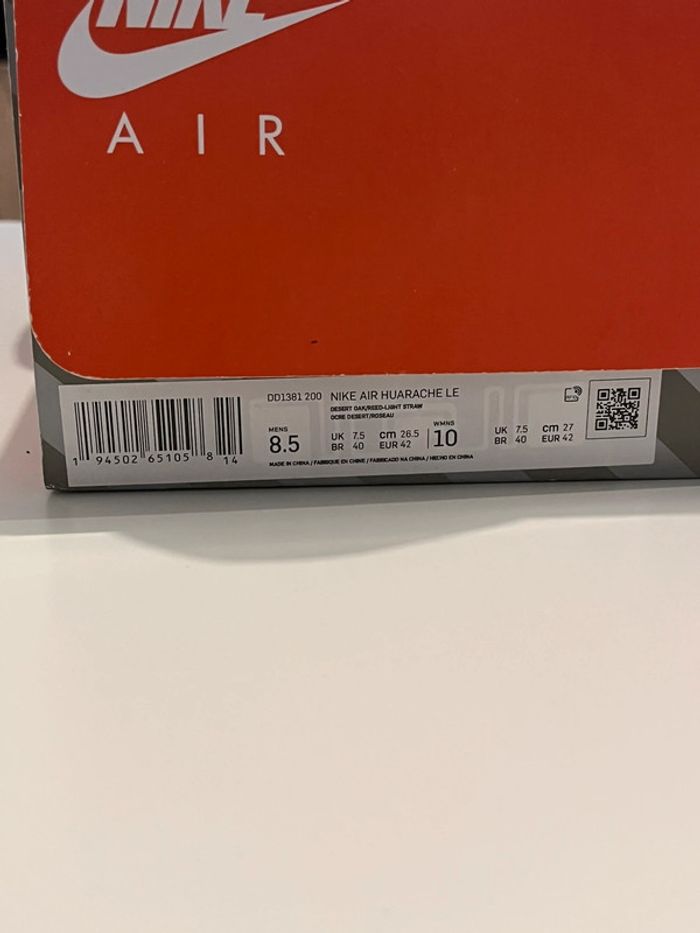 NIKE
AIR
DD1381 200 NIKE AIR HUARACHE LE
DESERT OAK/REED-LIGHT STRAW
OCRE DESERT/ROSEAU
MENS
8.5
UK 7.5 cm 26.5
BR 40 EUR 42
WMNS
10
UK 7.5 cm 27
BR 40 EUR 42
MADE IN CHINA / FABRIQUE EN CHINE / FABRICADO NA CHINA / HECHO EN CHINA
1 94502 65105 8 14